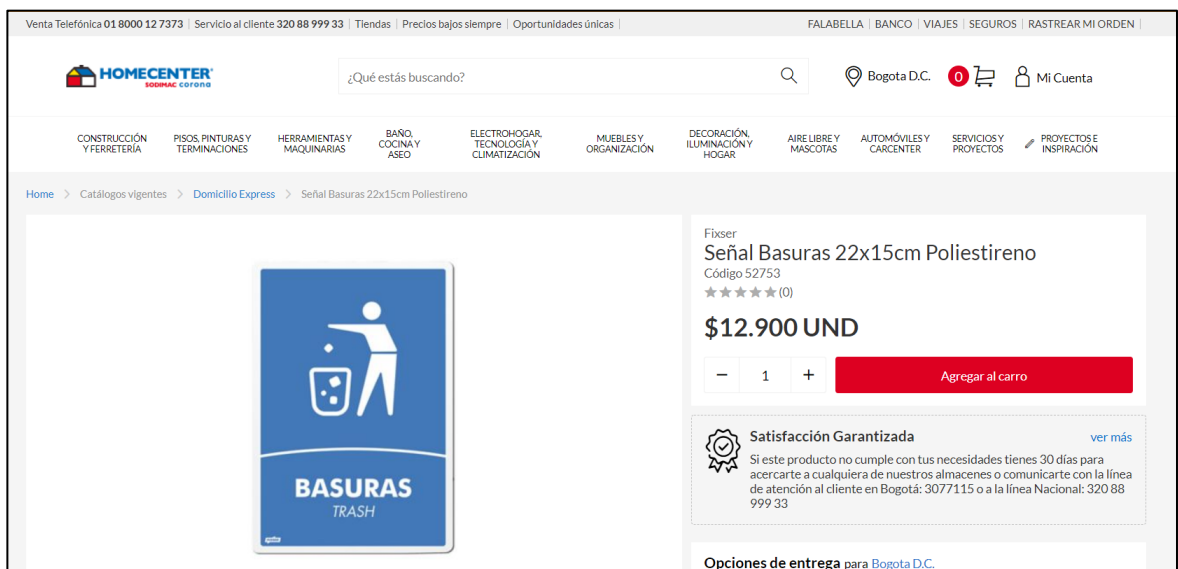 Venta Telefónica 01 8000 12 7373 | Servicio al cliente 320 88 999 33 | Tiendas | Precios bajos siempre | Oportunidades únicas |
FALABELLA | BANCO | VIAJES | SEGUROS | RASTREAR MI ORDEN |
HOMECENTER
SODIMAC corona
¿Qué estás buscando?
Bogota D.C.
0
Mi Cuenta
CONSTRUCCIÓN
Y FERRETERÍA
PISOS, PINTURAS Y
TERMINACIONES
HERRAMIENTAS Y
MAQUINARIAS
BAÑO,
COCINA Y
ASEO
ELECTROHOGAR,
TECNOLOGÍA Y
CLIMATIZACIÓN
MUEBLES Y
ORGANIZACIÓN
DECORACIÓN,
ILUMINACIÓN Y
HOGAR
AIRE LIBRE Y
MASCOTAS
AUTOMÓVILES Y
CARCENTER
SERVICIOS Y
PROYECTOS
PROYECTOS E
INSPIRACIÓN
Home > Catálogos vigentes > Domicilio Express > Señal Basuras 22x15cm Poliestireno
BASURAS
TRASH
Fixser
Señal Basuras 22x15cm Poliestireno
Código 52753
(0)
$12.900 UND
− 1 +
Agregar al carro
Satisfacción Garantizada
ver más
Si este producto no cumple con tus necesidades tienes 30 días para
acercarte a cualquiera de nuestros almacenes o comunicarte con la línea
de atención al cliente en Bogotá: 3077115 o a la línea Nacional: 320 88
999 33
Opciones de entrega para Bogota D.C.